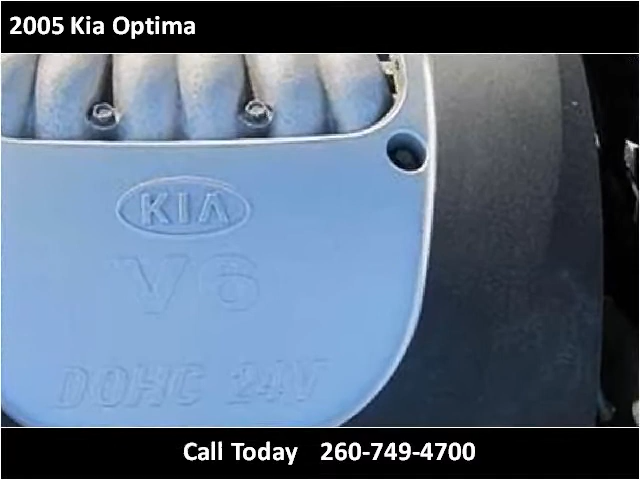 2005 Kia Optima
KIA
V6
DOHC 24V
Call Today 260-749-4700